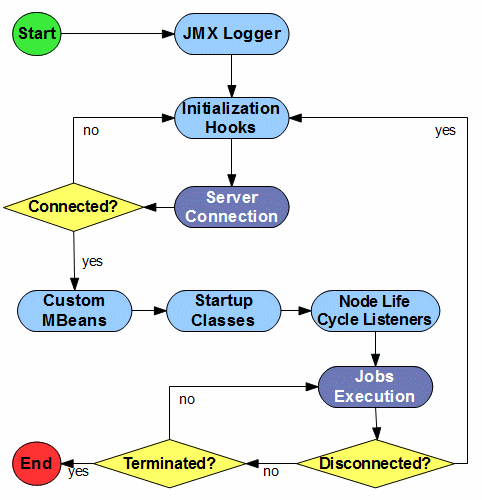 Start
JMX Logger
Initialization
Hooks
no
yes
Connected?
Server
Connection
yes
Custom
MBeans
Startup
Classes
Node Life
Cycle Listeners
Jobs
Execution
no
End
yes
Terminated?
no
Disconnected?